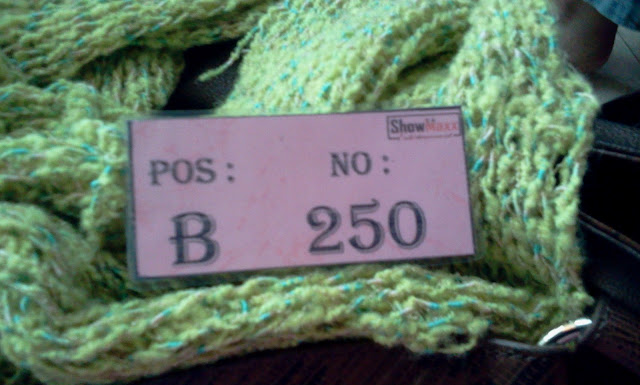 ShowMaxx
POS : NO :
B 250